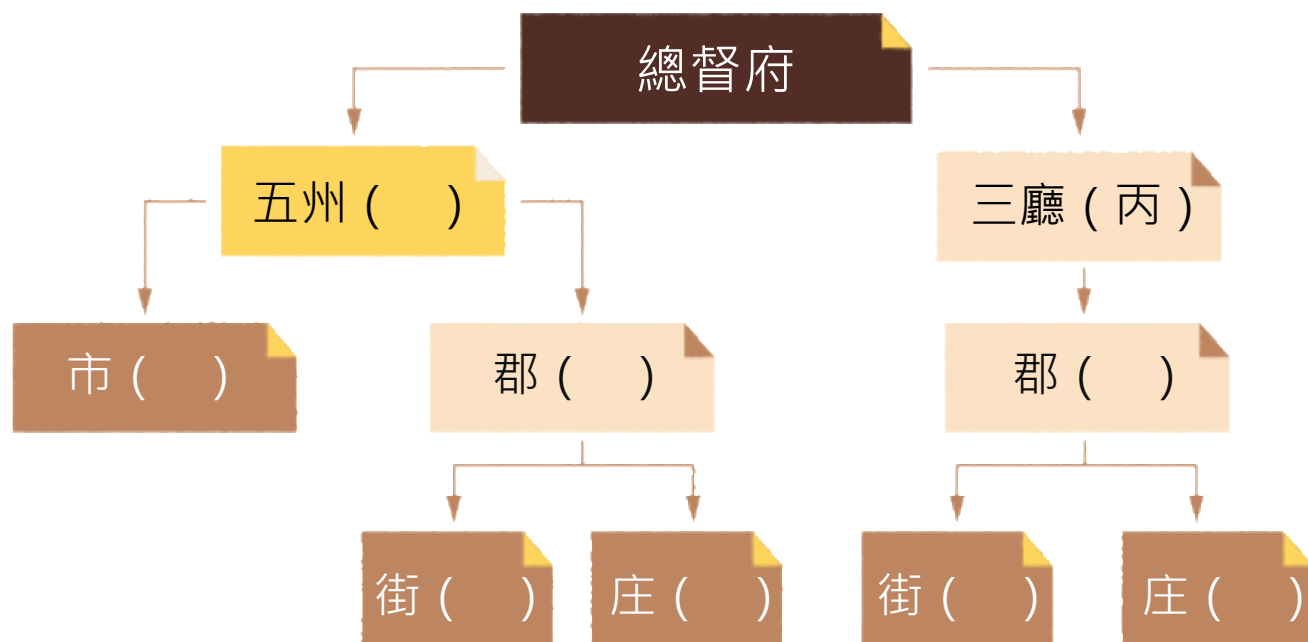 總督府
五州(　)
三廳(丙)
市(　)
郡(　)
郡(　)
街(　)
庄(　)
街(　)
庄(　)